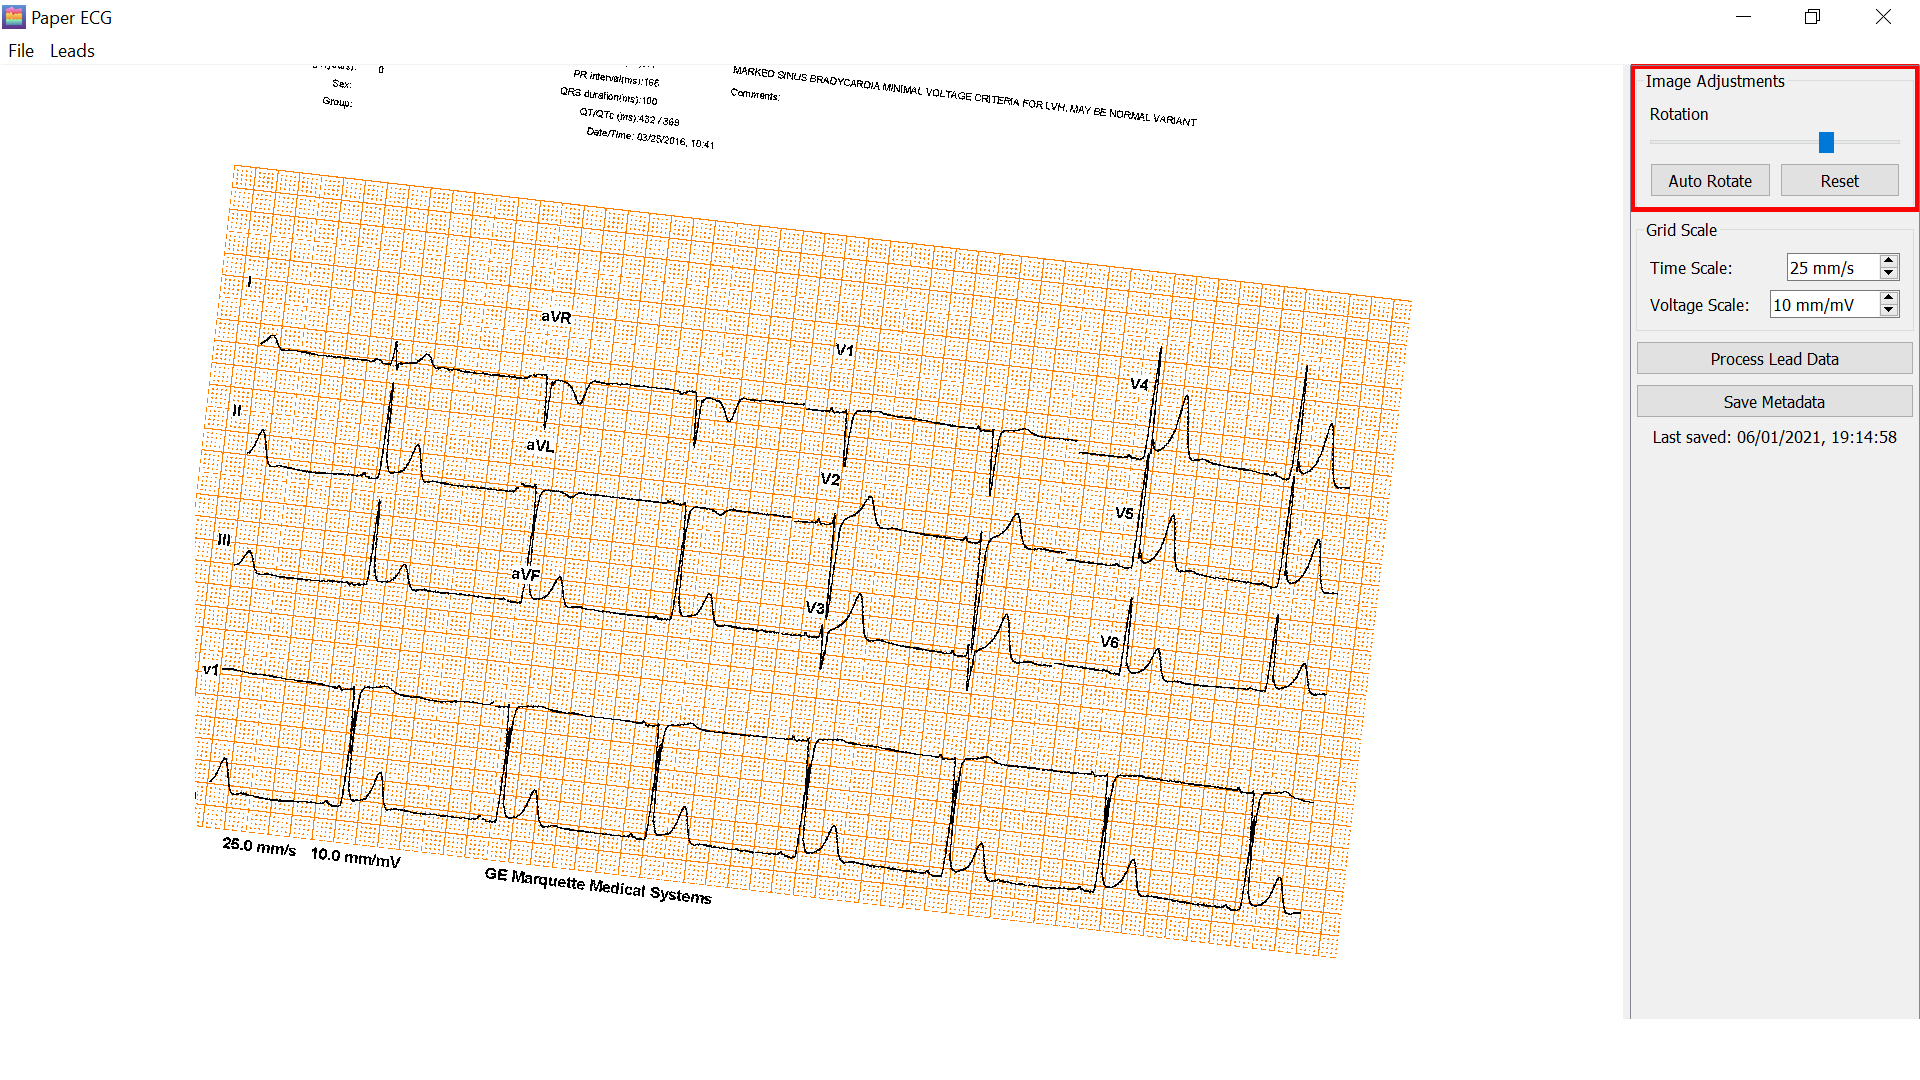 Paper ECG
File Leads
0
Sex:
Group:
PR interval(ms):166
QRS duration(ms):100
QT/QTc (ms):432 / 369
Date/Time: 03/25/2016, 10:41
MARKED SINUS BRADYCARDIA MINIMAL VOLTAGE CRITERIA FOR LVH, MAY BE NORMAL VARIANT
Comments:
I
aVR
V1
V4
II
aVL
V2
V5
III
aVF
V3
V6
v1
25.0 mm/s 10.0 mm/mV
GE Marquette Medical Systems
Image Adjustments
Rotation
Auto Rotate Reset
Grid Scale
Time Scale: 25 mm/s
Voltage Scale: 10 mm/mV
Process Lead Data
Save Metadata
Last saved: 06/01/2021, 19:14:58